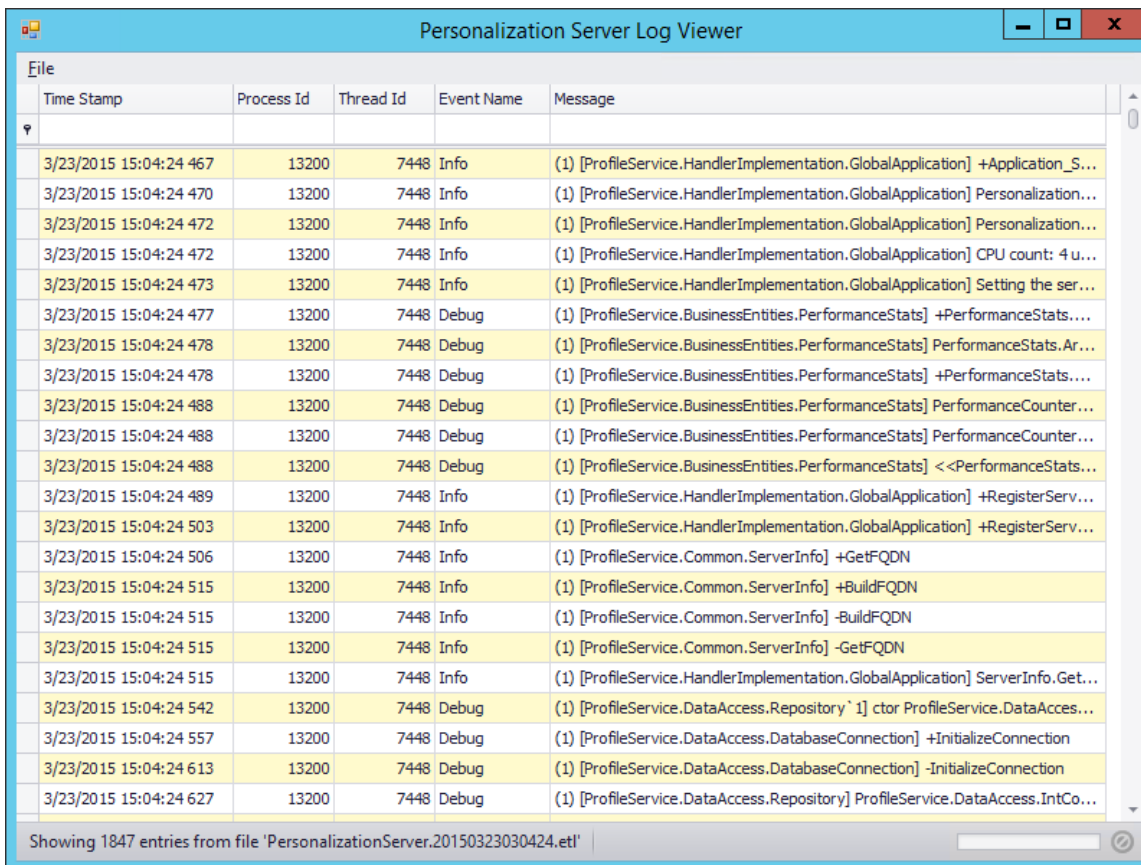 Personalization Server Log Viewer
File
Time Stamp Process Id Thread Id Event Name Message
3/23/2015 15:04:24 467 13200 7448 Info (1) [ProfileService.HandlerImplementation.GlobalApplication] +Application_S...
3/23/2015 15:04:24 470 13200 7448 Info (1) [ProfileService.HandlerImplementation.GlobalApplication] Personalization...
3/23/2015 15:04:24 472 13200 7448 Info (1) [ProfileService.HandlerImplementation.GlobalApplication] Personalization...
3/23/2015 15:04:24 472 13200 7448 Info (1) [ProfileService.HandlerImplementation.GlobalApplication] CPU count: 4 u...
3/23/2015 15:04:24 473 13200 7448 Info (1) [ProfileService.HandlerImplementation.GlobalApplication] Setting the ser...
3/23/2015 15:04:24 477 13200 7448 Debug (1) [ProfileService.BusinessEntities.PerformanceStats] +PerformanceStats....
3/23/2015 15:04:24 478 13200 7448 Debug (1) [ProfileService.BusinessEntities.PerformanceStats] PerformanceStats.Ar...
3/23/2015 15:04:24 478 13200 7448 Debug (1) [ProfileService.BusinessEntities.PerformanceStats] +PerformanceStats....
3/23/2015 15:04:24 488 13200 7448 Debug (1) [ProfileService.BusinessEntities.PerformanceStats] PerformanceCounter...
3/23/2015 15:04:24 488 13200 7448 Debug (1) [ProfileService.BusinessEntities.PerformanceStats] PerformanceCounter...
3/23/2015 15:04:24 488 13200 7448 Debug (1) [ProfileService.BusinessEntities.PerformanceStats] <<PerformanceStats...
3/23/2015 15:04:24 489 13200 7448 Info (1) [ProfileService.HandlerImplementation.GlobalApplication] +RegisterServ...
3/23/2015 15:04:24 503 13200 7448 Info (1) [ProfileService.HandlerImplementation.GlobalApplication] +RegisterServ...
3/23/2015 15:04:24 506 13200 7448 Info (1) [ProfileService.Common.ServerInfo] +GetFQDN
3/23/2015 15:04:24 515 13200 7448 Info (1) [ProfileService.Common.ServerInfo] +BuildFQDN
3/23/2015 15:04:24 515 13200 7448 Info (1) [ProfileService.Common.ServerInfo] -BuildFQDN
3/23/2015 15:04:24 515 13200 7448 Info (1) [ProfileService.Common.ServerInfo] -GetFQDN
3/23/2015 15:04:24 515 13200 7448 Info (1) [ProfileService.HandlerImplementation.GlobalApplication] ServerInfo.Get...
3/23/2015 15:04:24 542 13200 7448 Debug (1) [ProfileService.DataAccess.Repository`1] ctor ProfileService.DataAcces...
3/23/2015 15:04:24 557 13200 7448 Debug (1) [ProfileService.DataAccess.DatabaseConnection] +InitializeConnection
3/23/2015 15:04:24 613 13200 7448 Debug (1) [ProfileService.DataAccess.DatabaseConnection] -InitializeConnection
3/23/2015 15:04:24 627 13200 7448 Debug (1) [ProfileService.DataAccess.Repository] ProfileService.DataAccess.IntCo...
Showing 1847 entries from file 'PersonalizationServer.20150323030424.etl'